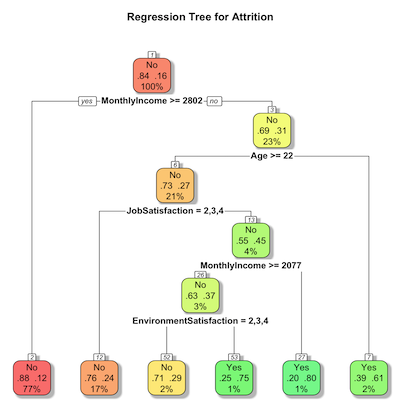 Regression Tree for Attrition
1
No
.84 .16
100%
yes MonthlyIncome >= 2802 no
3
No
.69 .31
23%
Age >= 22
6
No
.73 .27
21%
JobSatisfaction = 2,3,4
13
No
.55 .45
4%
MonthlyIncome >= 2077
26
No
.63 .37
3%
EnvironmentSatisfaction = 2,3,4
2
No
.88 .12
77%
12
No
.76 .24
17%
52
No
.71 .29
2%
53
Yes
.25 .75
1%
27
Yes
.20 .80
1%
7
Yes
.39 .61
2%